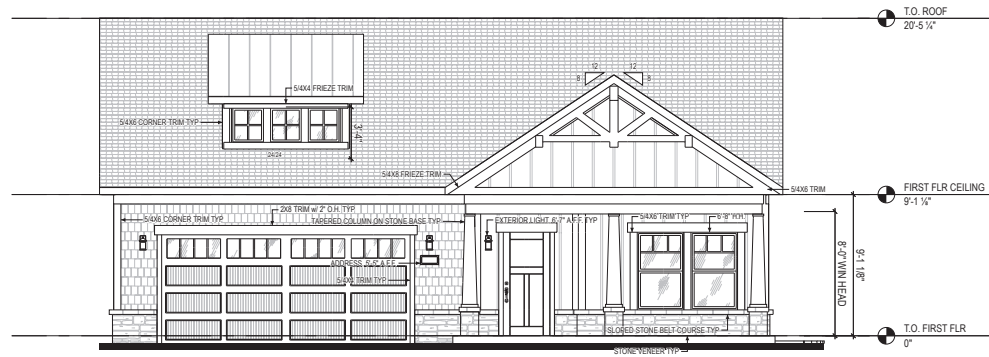 T.O. ROOF
20'-5 ¼"
12
12
8
8
5/4X4 FRIEZE TRIM
5/4X6 CORNER TRIM TYP
3'-4"
24/24
5/4X8 FRIEZE TRIM
5/4X6 TRIM
FIRST FLR CEILING
9'-1 ⅛"
2X8 TRIM w/ 2" O.H. TYP
5/4X6 CORNER TRIM TYP
TAPERED COLUMN ON STONE BASE TYP
EXTERIOR LIGHT, 6'-7" A.F.F. TYP
5/4X6 TRIM TYP
6'-8" H.H.
ADDRESS, 5'-5" A.F.F.
5/4X4 TRIM TYP
8'-0" WIN HEAD
9'-1 1/8"
SLOPED STONE BELT COURSE TYP
T.O. FIRST FLR
0"
STONE VENEER TYP